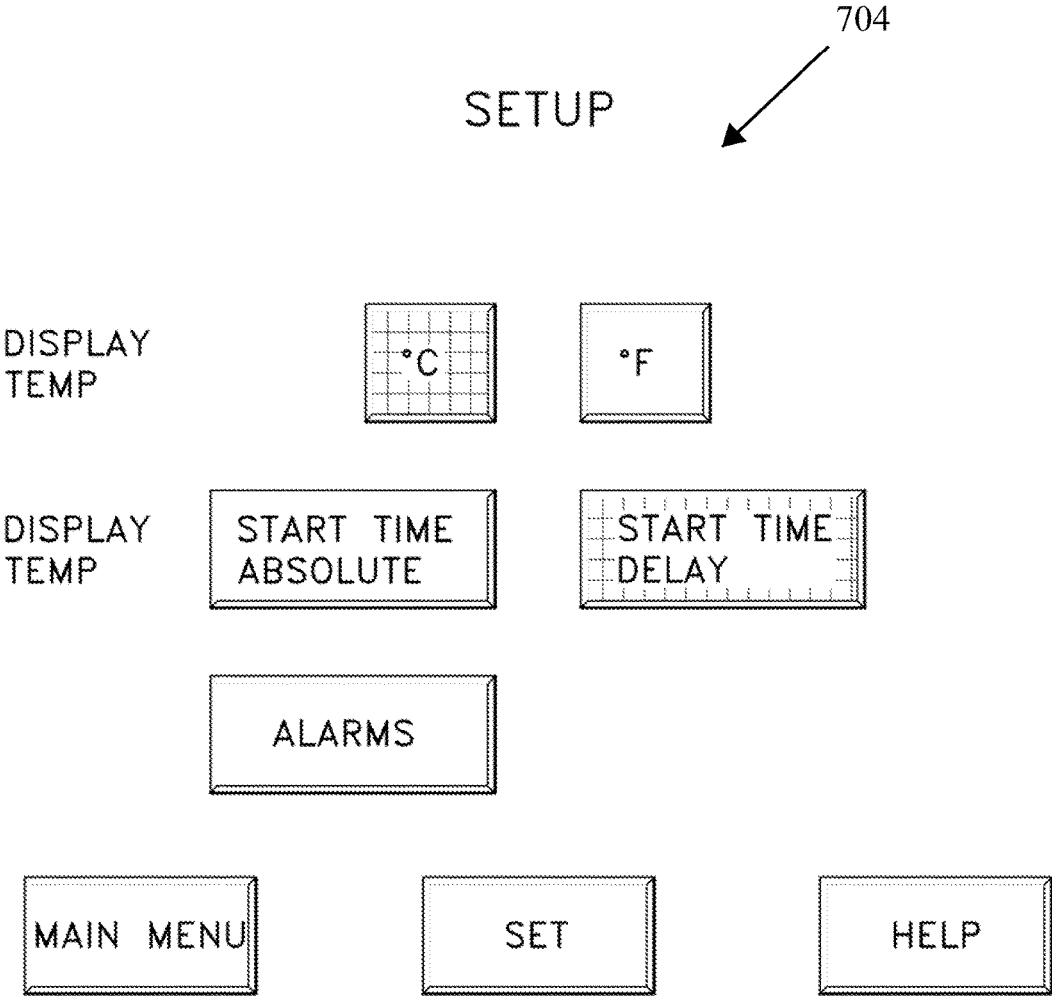 704
SETUP
DISPLAY
TEMP
°C
°F
DISPLAY
TEMP
START TIME
ABSOLUTE
START TIME
DELAY
ALARMS
MAIN MENU
SET
HELP